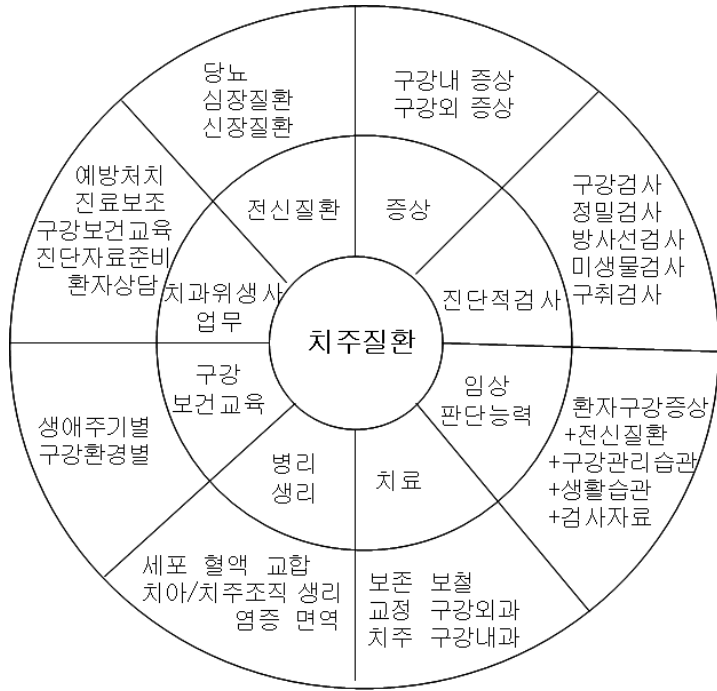 당뇨
심장질환
신장질환
구강내 증상
구강외 증상
예방처치
진료보조
구강보건교육
진단자료준비
환자상담
전신질환
증상
구강검사
정밀검사
방사선검사
미생물검사
구취검사
치과위생사
업무
진단적검사
치주질환
구강
보건교육
임상
판단능력
생애주기별
구강환경별
환자구강증상
+전신질환
+구강관리습관
+생활습관
+검사자료
병리
생리
치료
세포 혈액 교합
치아/치주조직 생리
염증 면역
보존 보철
교정 구강외과
치주 구강내과